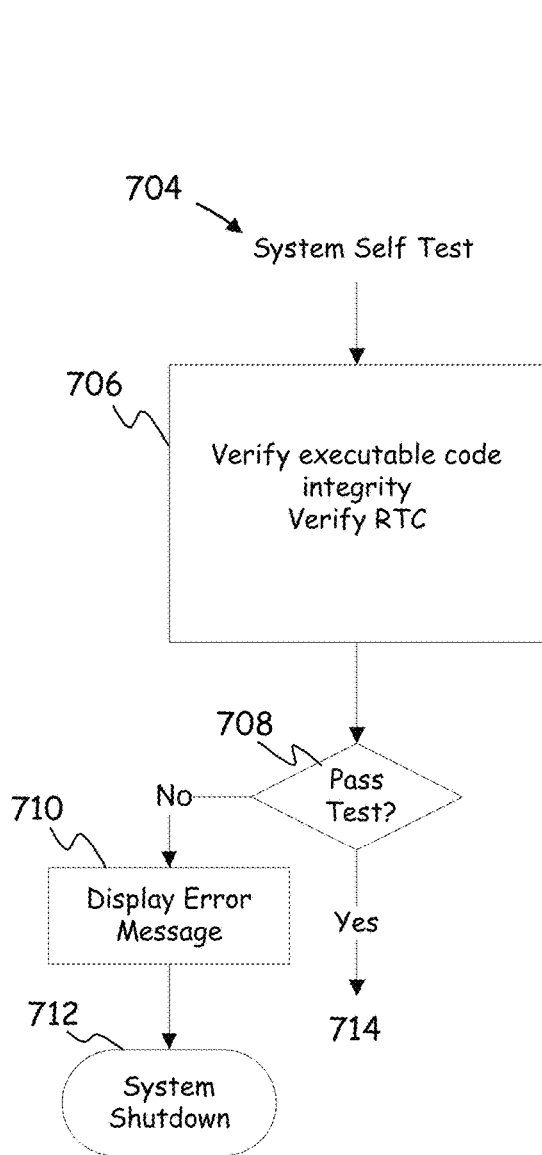 704
System Self Test
706
Verify executable code
integrity
Verify RTC
708
Pass
Test?
No
710
Display Error
Message
Yes
714
712
System
Shutdown